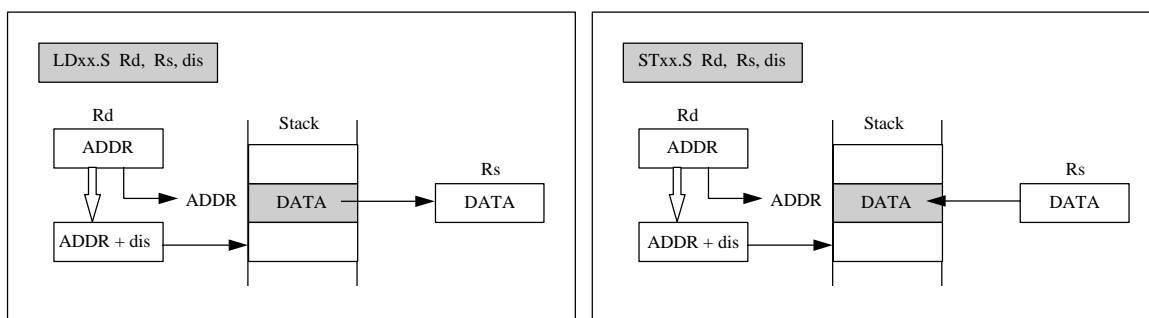 LDxx.S Rd, Rs, dis
Rd
Stack
ADDR
Rs
ADDR
DATA
DATA
ADDR + dis
STxx.S Rd, Rs, dis
Rd
Stack
ADDR
Rs
ADDR
DATA
DATA
ADDR + dis